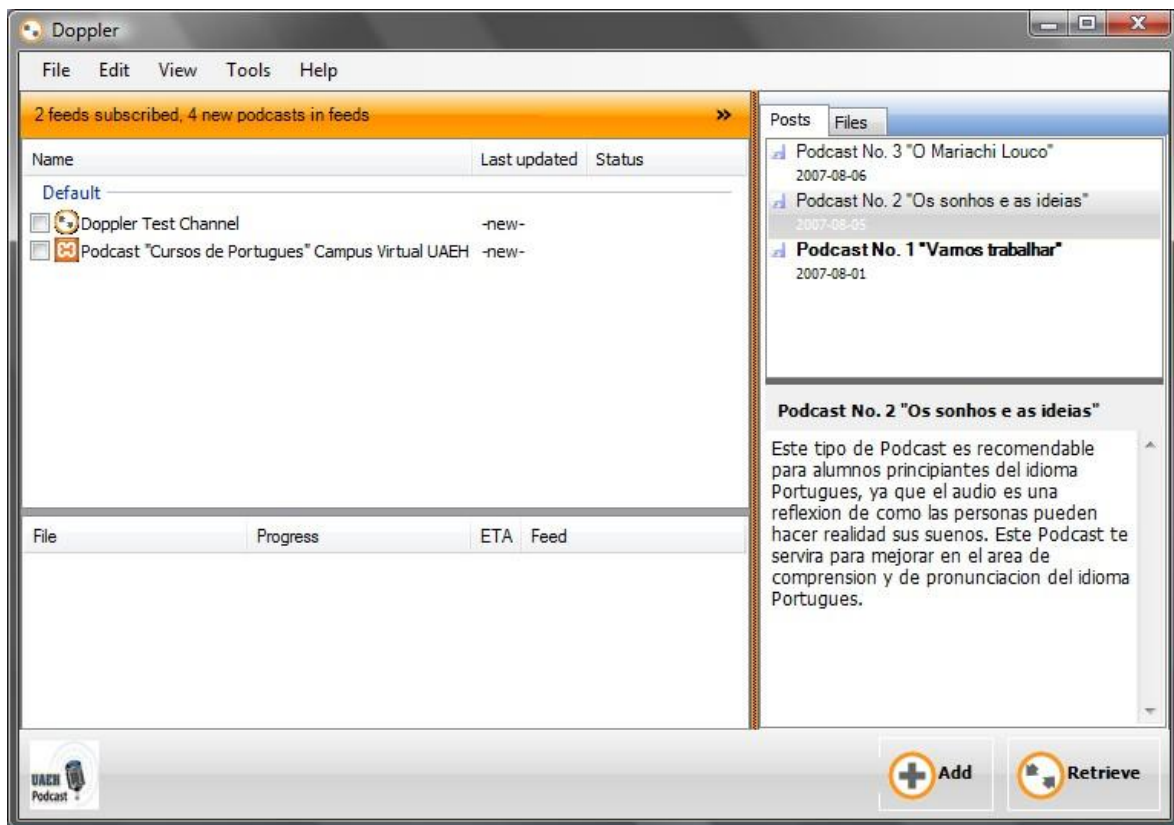 Doppler
File Edit View Tools Help
2 feeds subscribed, 4 new podcasts in feeds »
Name Last updated Status
Default
Doppler Test Channel -new-
Podcast "Cursos de Portugues" Campus Virtual UAEH -new-
File Progress ETA Feed
Posts Files
Podcast No. 3 "O Mariachi Louco"
2007-08-06
Podcast No. 2 "Os sonhos e as ideias"
2007-08-05
Podcast No. 1 "Vamos trabalhar"
2007-08-01
Podcast No. 2 "Os sonhos e as ideias"
Este tipo de Podcast es recomendable
para alumnos principiantes del idioma
Portugues, ya que el audio es una
reflexion de como las personas pueden
hacer realidad sus suenos. Este Podcast te
servira para mejorar en el area de
comprension y de pronunciacion del idioma
Portugues.
UAEH
Podcast
Add Retrieve